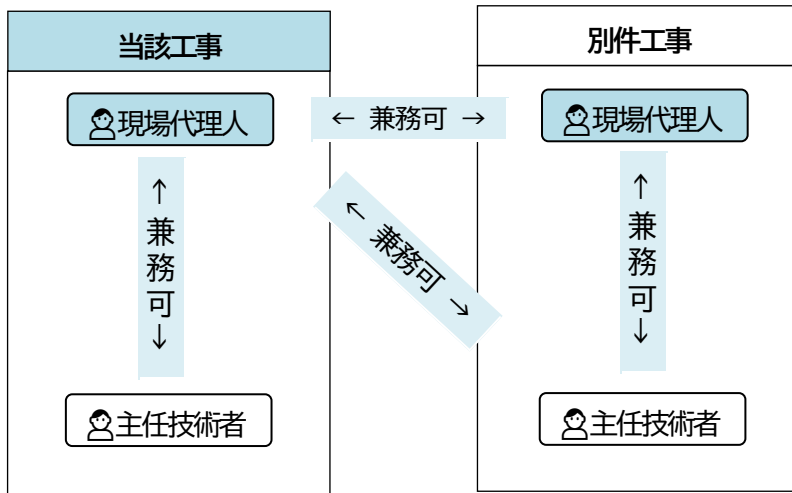 当該工事
別件工事
現場代理人
← 兼務可 →
現場代理人
↑兼務可↓
← 兼務可 →
↑兼務可↓
主任技術者
主任技術者